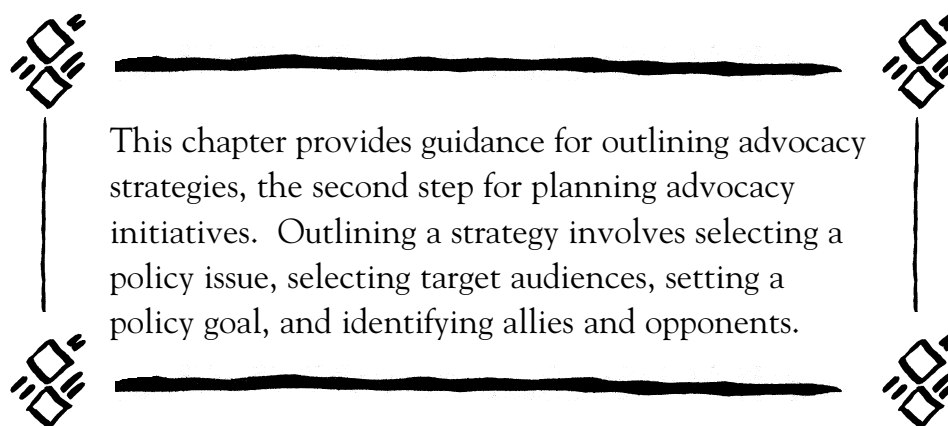 This chapter provides guidance for outlining advocacy
strategies, the second step for planning advocacy
initiatives.  Outlining a strategy involves selecting a
policy issue, selecting target audiences, setting a
policy goal, and identifying allies and opponents.